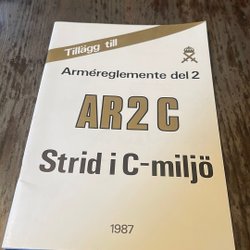 Tillägg till
Arméreglemente del 2
AR2 C
Strid i C-miljö
1987